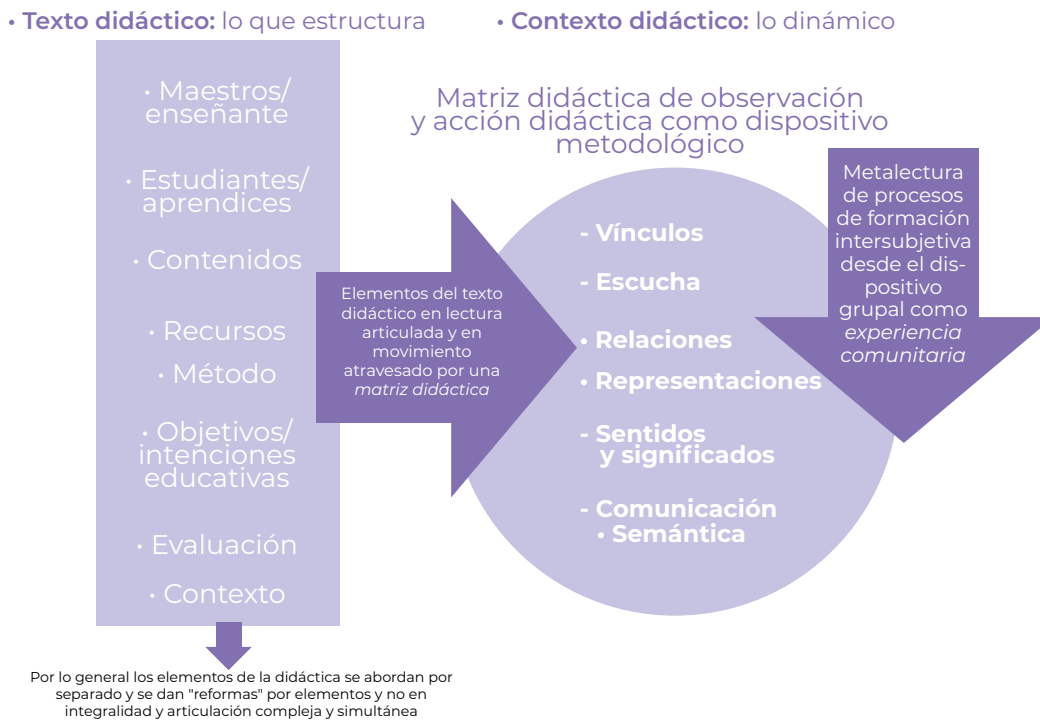 • Texto didáctico: lo que estructura
• Maestros/
enseñante
• Estudiantes/
aprendices
• Contenidos
• Recursos
• Método
• Objetivos/
intenciones
educativas
• Evaluación
• Contexto
Por lo general los elementos de la didáctica se abordan por
separado y se dan "reformas" por elementos y no en
integralidad y articulación compleja y simultánea
Elementos del texto
didáctico en lectura
articulada y en
movimiento
atravesado por una
matriz didáctica
• Contexto didáctico: lo dinámico
Matriz didáctica de observación
y acción didáctica como dispositivo
metodológico
- Vínculos
- Escucha
• Relaciones
• Representaciones
- Sentidos
y significados
- Comunicación
• Semántica
Metalectura
de procesos
de formación
intersubjetiva
desde el dis-
positivo
grupal como
experiencia
comunitaria